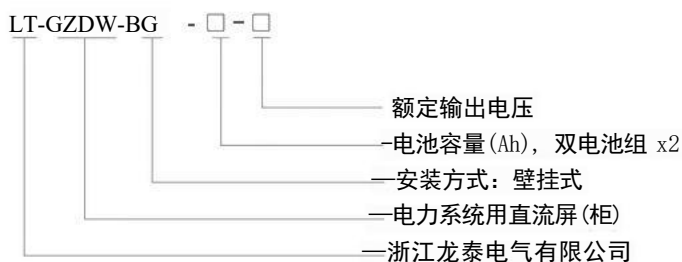 LT-GZDW-BG - □-□
额定输出电压
电池容量(Ah), 双电池组 x2
安装方式: 壁挂式
电力系统用直流屏(柜)
浙江龙泰电气有限公司